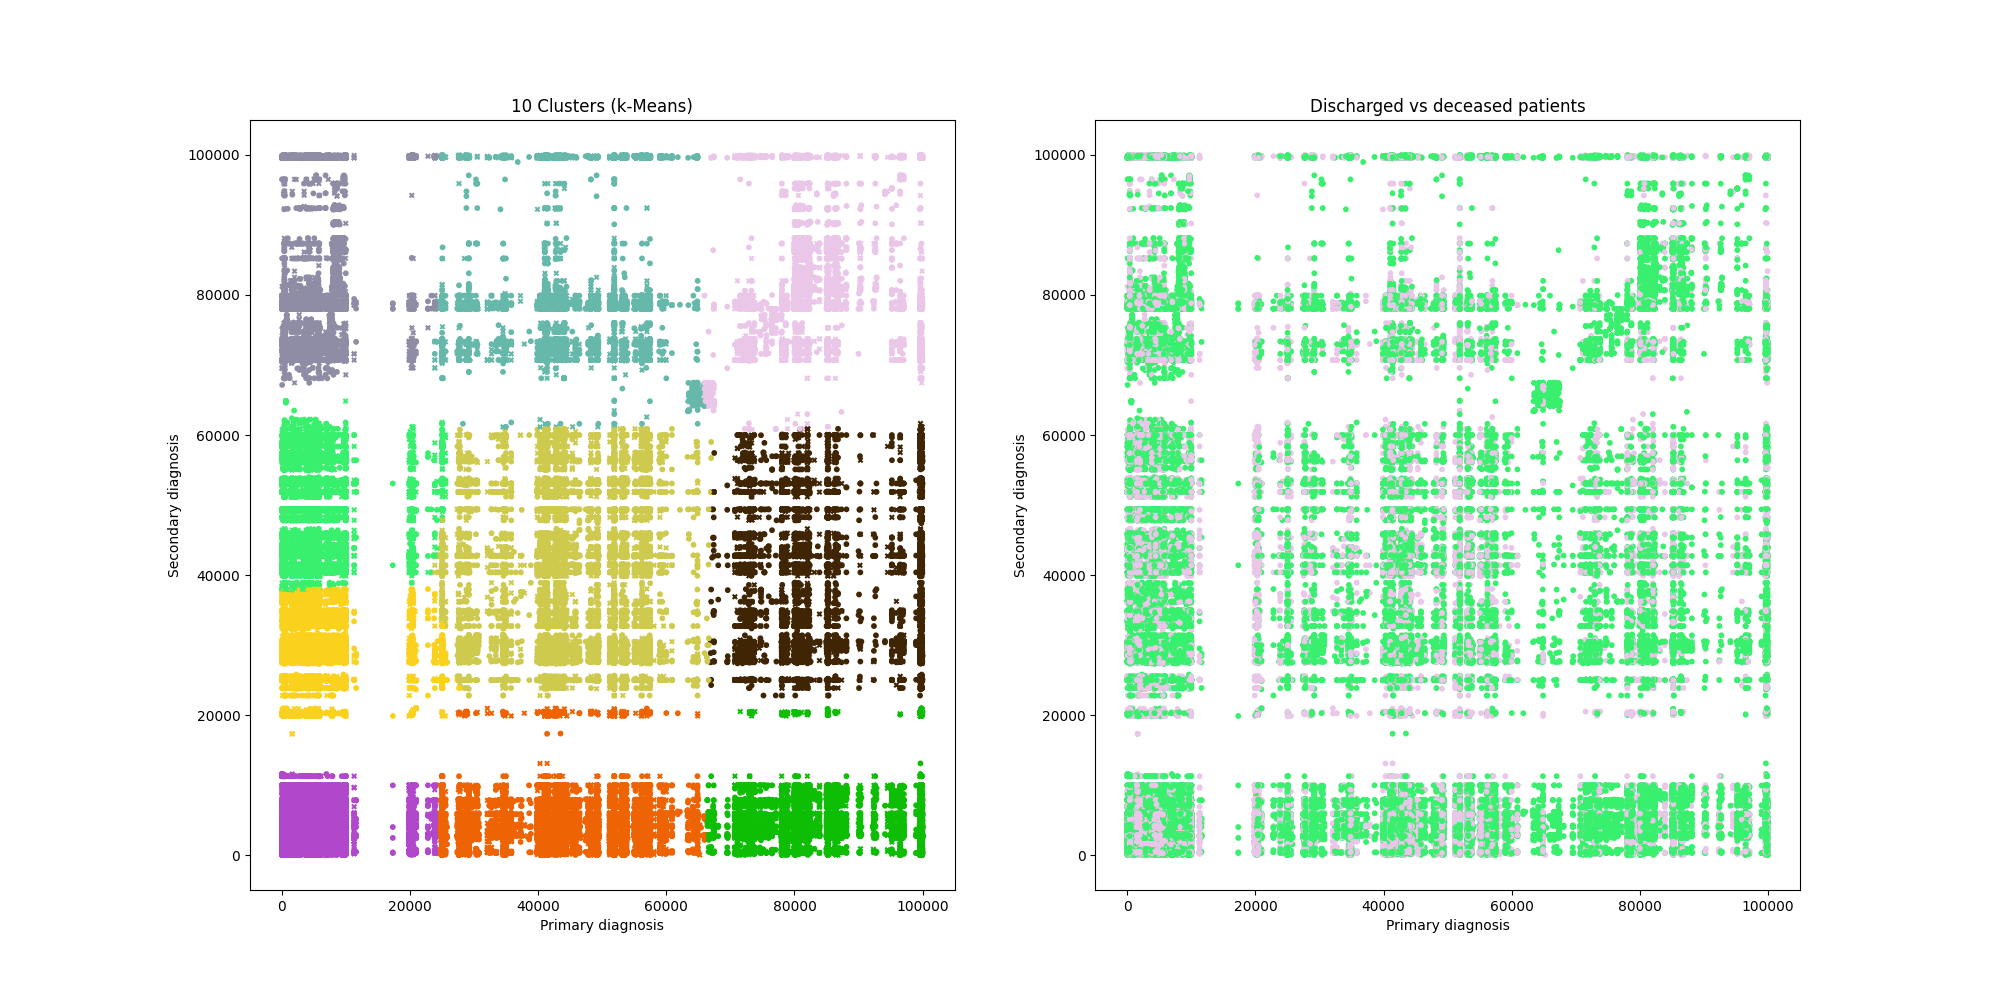 10 Clusters (k-Means)
Secondary diagnosis
100000
80000
60000
40000
20000
0
0 20000 40000 60000 80000 100000
Primary diagnosis
Discharged vs deceased patients
Secondary diagnosis
100000
80000
60000
40000
20000
0
0 20000 40000 60000 80000 100000
Primary diagnosis